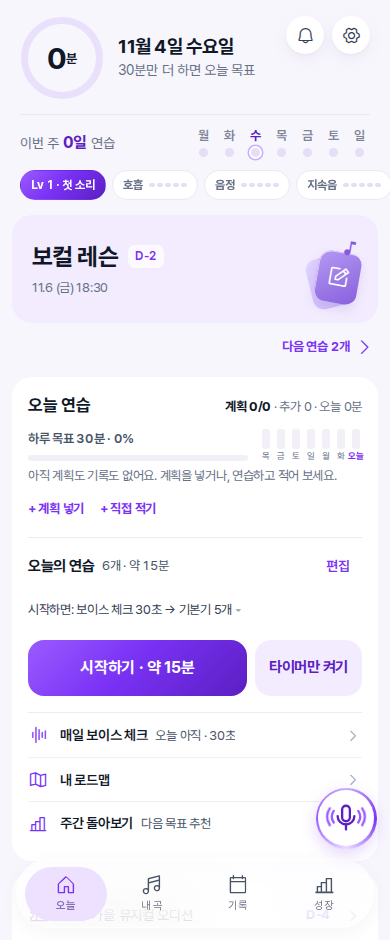 0분
11월 4일 수요일
30분만 더 하면 오늘 목표
이번 주 0일 연습
월 화 수 목 금 토 일
Lv 1 · 첫 소리 호흡 음정 지속음
보컬 레슨 D-2
11.6 (금) 18:30
다음 연습 2개
오늘 연습
계획 0/0 · 추가 0 · 오늘 0분
하루 목표 30분 · 0%
목 금 토 일 월 화 오늘
아직 계획도 기록도 없어요. 계획을 넣거나, 연습하고 적어 보세요.
+ 계획 넣기 + 직접 적기
오늘의 연습 6개 · 약 15분 편집
시작하면: 보이스 체크 30초 → 기본기 5개
시작하기 · 약 15분 타이머만 켜기
매일 보이스 체크 오늘 아직 · 30초
내 로드맵
주간 돌아보기 다음 목표 추천
오늘 내 곡 기록 성장
뮤지컬 오디션 D-4